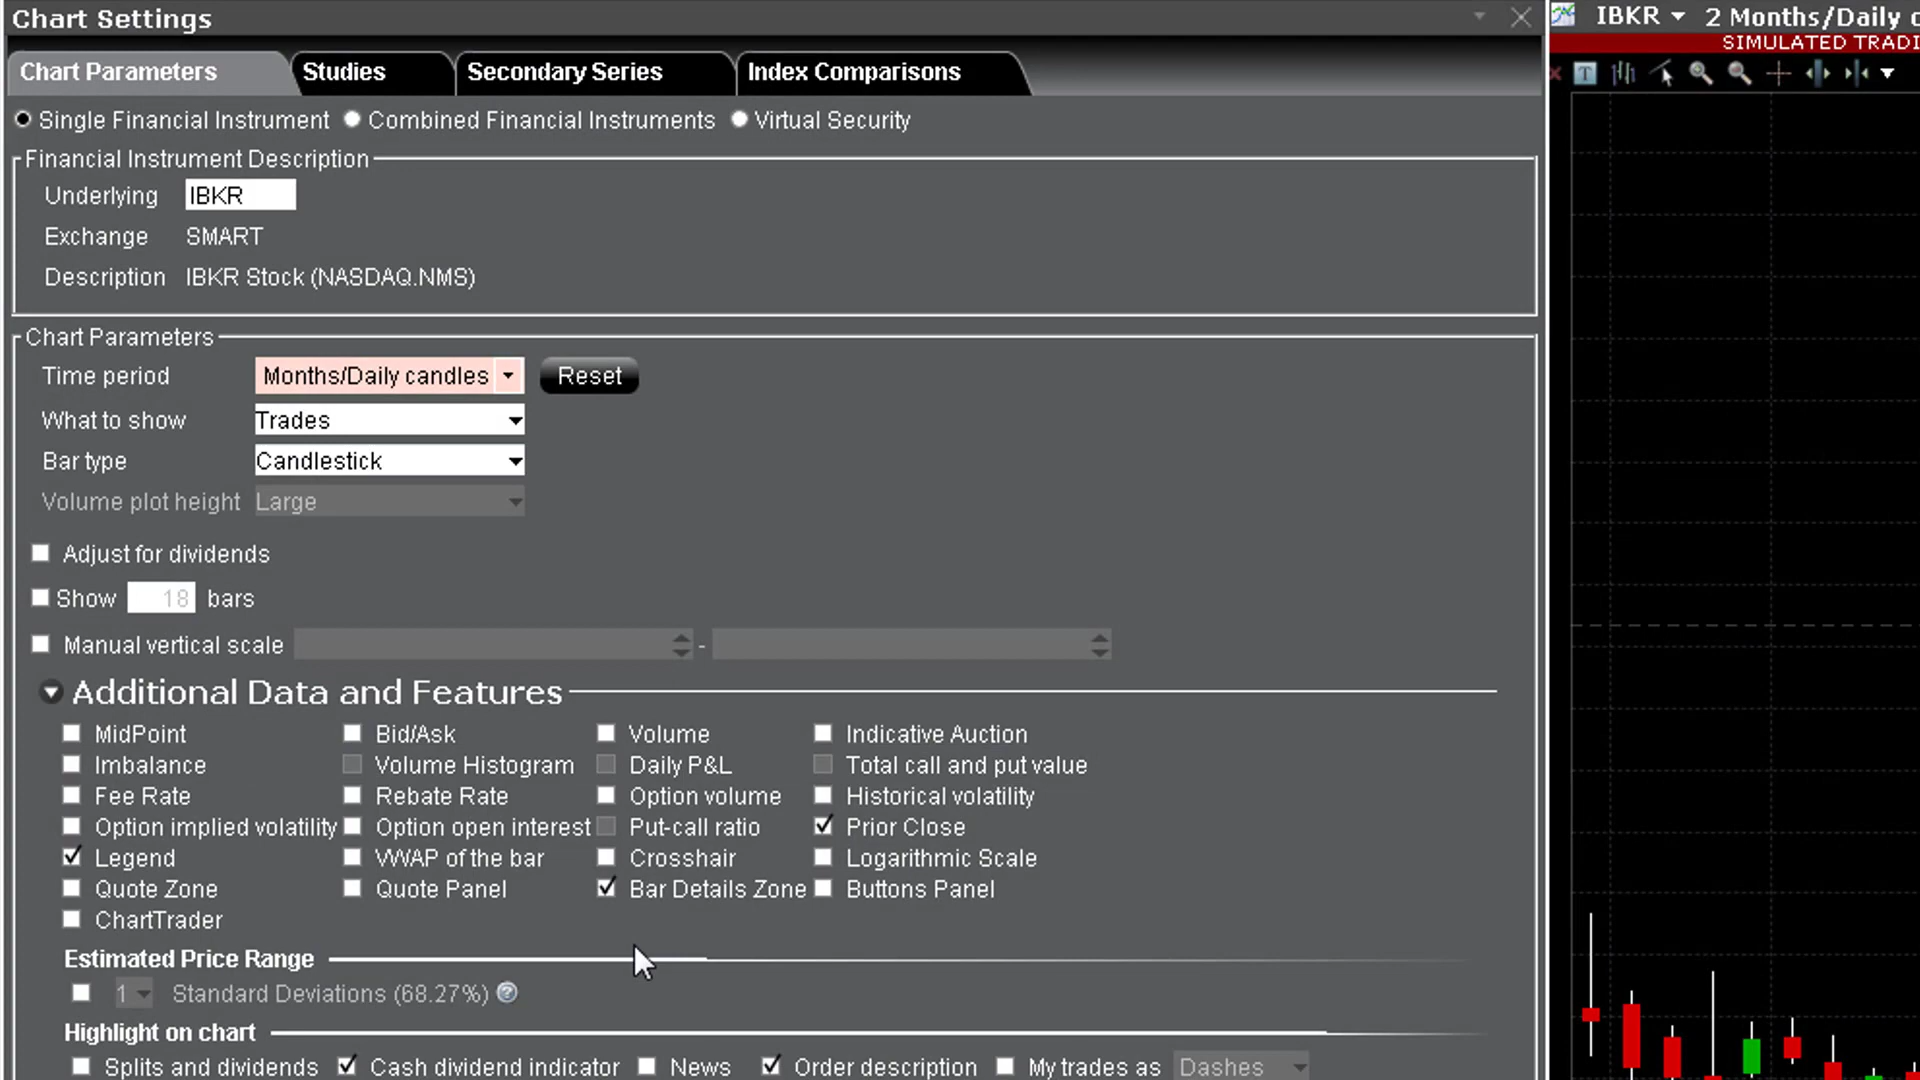 Chart Settings
IBKR 2 Months/Daily c
SIMULATED TRADI
Chart Parameters Studies Secondary Series Index Comparisons
Single Financial Instrument Combined Financial Instruments Virtual Security
Financial Instrument Description
Underlying IBKR
Exchange SMART
Description IBKR Stock (NASDAQ.NMS)
Chart Parameters
Time period Months/Daily candles Reset
What to show Trades
Bar type Candlestick
Volume plot height Large
Adjust for dividends
Show 18 bars
Manual vertical scale -
Additional Data and Features
MidPoint Bid/Ask Volume Indicative Auction
Imbalance Volume Histogram Daily P&L Total call and put value
Fee Rate Rebate Rate Option volume Historical volatility
Option implied volatility Option open interest Put-call ratio Prior Close
Legend VWAP of the bar Crosshair Logarithmic Scale
Quote Zone Quote Panel Bar Details Zone Buttons Panel
ChartTrader
Estimated Price Range
1 Standard Deviations (68.27%)
Highlight on chart
Splits and dividends Cash dividend indicator News Order description My trades as Dashes